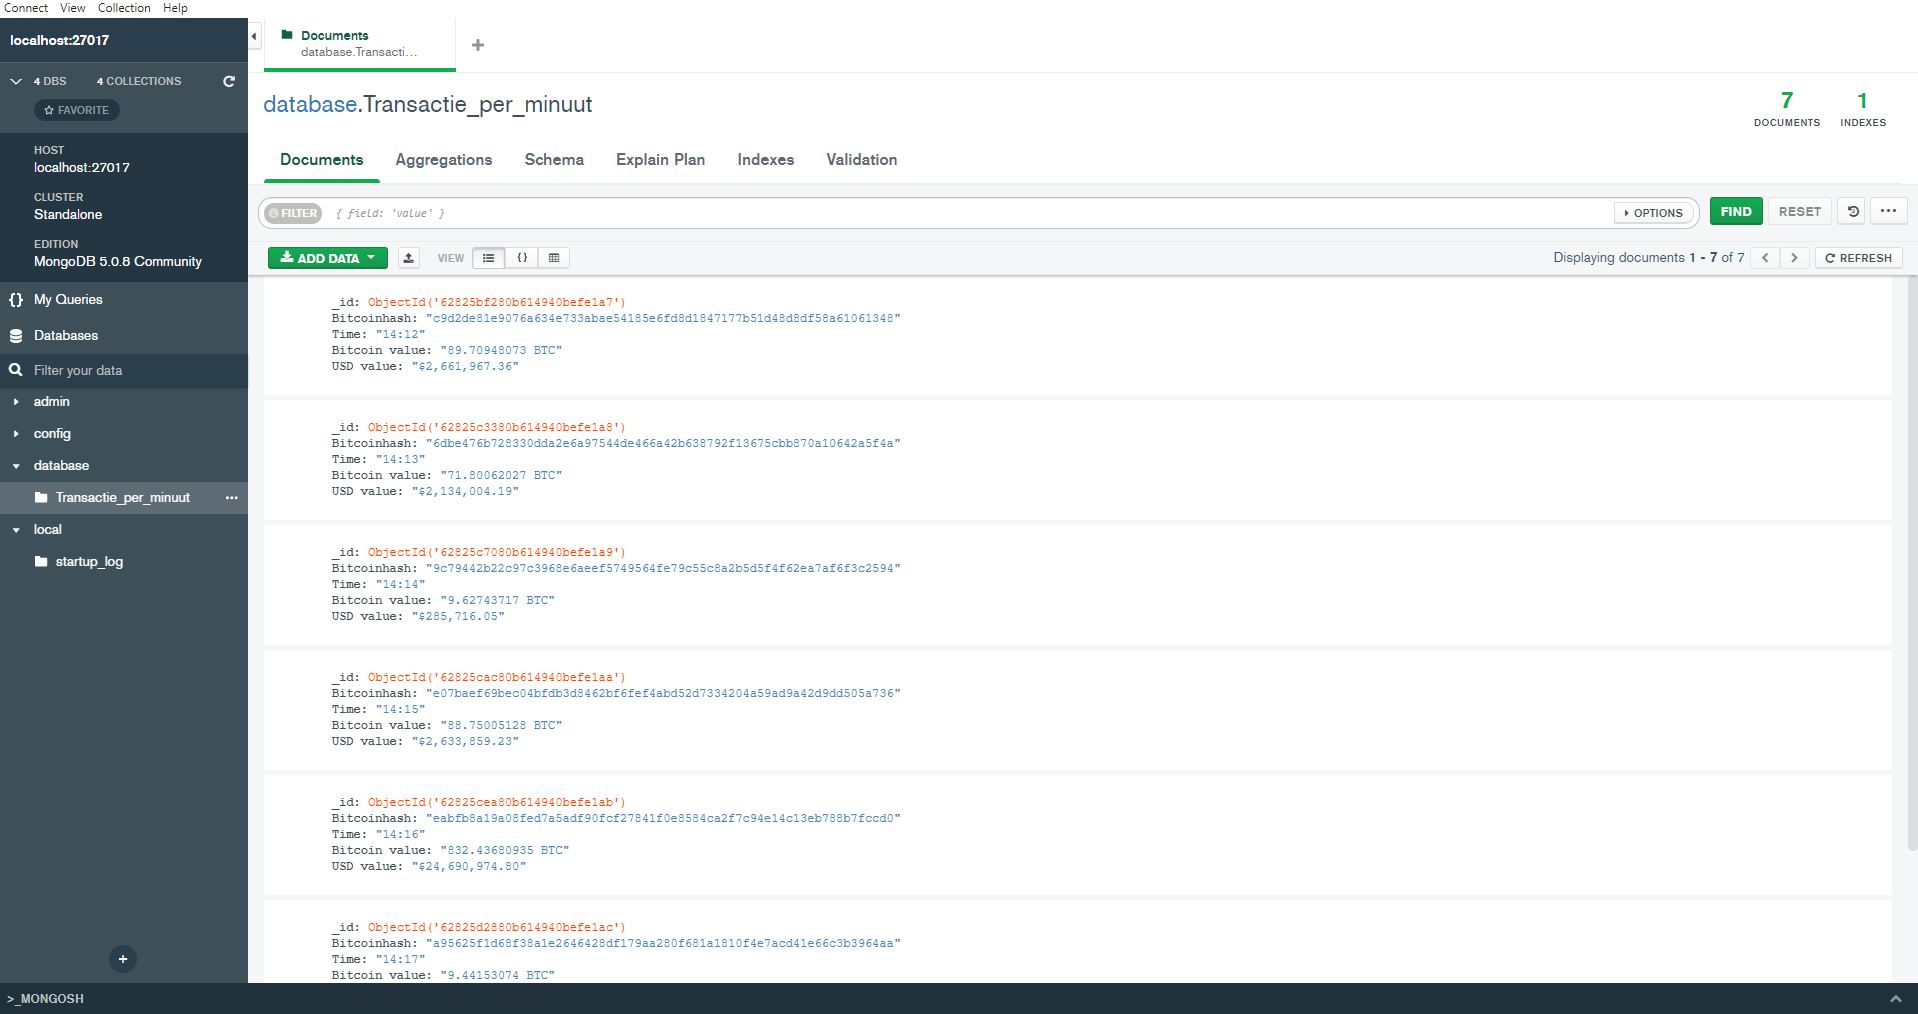 Connect View Collection Help
localhost:27017
4 DBS 4 COLLECTIONS
FAVORITE
HOST
localhost:27017
CLUSTER
Standalone
EDITION
MongoDB 5.0.8 Community
{} My Queries
Databases
Filter your data
admin
config
database
Transactie_per_minuut ...
local
startup_log
+
Documents
database.Transacti...
+
database.Transactie_per_minuut
7
DOCUMENTS
1
INDEXES
Documents Aggregations Schema Explain Plan Indexes Validation
FILTER { field: 'value' } OPTIONS FIND RESET ...
ADD DATA VIEW {} Displaying documents 1 - 7 of 7 < > REFRESH
_id: ObjectId('62825bf280b614940befe1a7')
Bitcoinhash: "c9d2de81e9076a634e733abae54185e6fd8d1847177b51d48d8df58a61061348"
Time: "14:12"
Bitcoin value: "89.70948073 BTC"
USD value: "$2,661,967.36"
_id: ObjectId('62825c3380b614940befe1a8')
Bitcoinhash: "6dbe476b728330dda2e6a97544de466a42b638792f13675cbb870a10642a5f4a"
Time: "14:13"
Bitcoin value: "71.80062027 BTC"
USD value: "$2,134,004.19"
_id: ObjectId('62825c7080b614940befe1a9')
Bitcoinhash: "9c79442b22c97c3968e6aeef5749564fe79c55c8a2b5d5f4f62ea7af6f3c2594"
Time: "14:14"
Bitcoin value: "9.62743717 BTC"
USD value: "$285,716.05"
_id: ObjectId('62825cac80b614940befe1aa')
Bitcoinhash: "e07baef69bec04bfdb3d8462bf6fef4abd52d7334204a59ad9a42d9dd505a736"
Time: "14:15"
Bitcoin value: "88.75005128 BTC"
USD value: "$2,633,859.23"
_id: ObjectId('62825cea80b614940befe1ab')
Bitcoinhash: "eabfb8a19a08fed7a5adf90fcf27841f0e8584ca2f7c94e14c13eb788b7fccd0"
Time: "14:16"
Bitcoin value: "832.43680935 BTC"
USD value: "$24,690,974.80"
_id: ObjectId('62825d2880b614940befe1ac')
Bitcoinhash: "a95625f1d68f38a1e2646428df179aa280f681a1810f4e7acd41e66c3b3964aa"
Time: "14:17"
Bitcoin value: "9.44153074 BTC"
>_MONGOSH